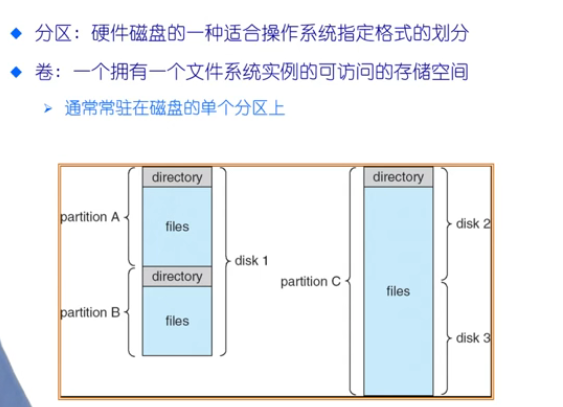 分区：硬件磁盘的一种适合操作系统指定格式的划分
卷：一个拥有一个文件系统实例的可访问的存储空间
通常常驻在磁盘的单个分区上
directory
partition A
files
disk 1
directory
partition B
files
directory
disk 2
partition C
files
disk 3